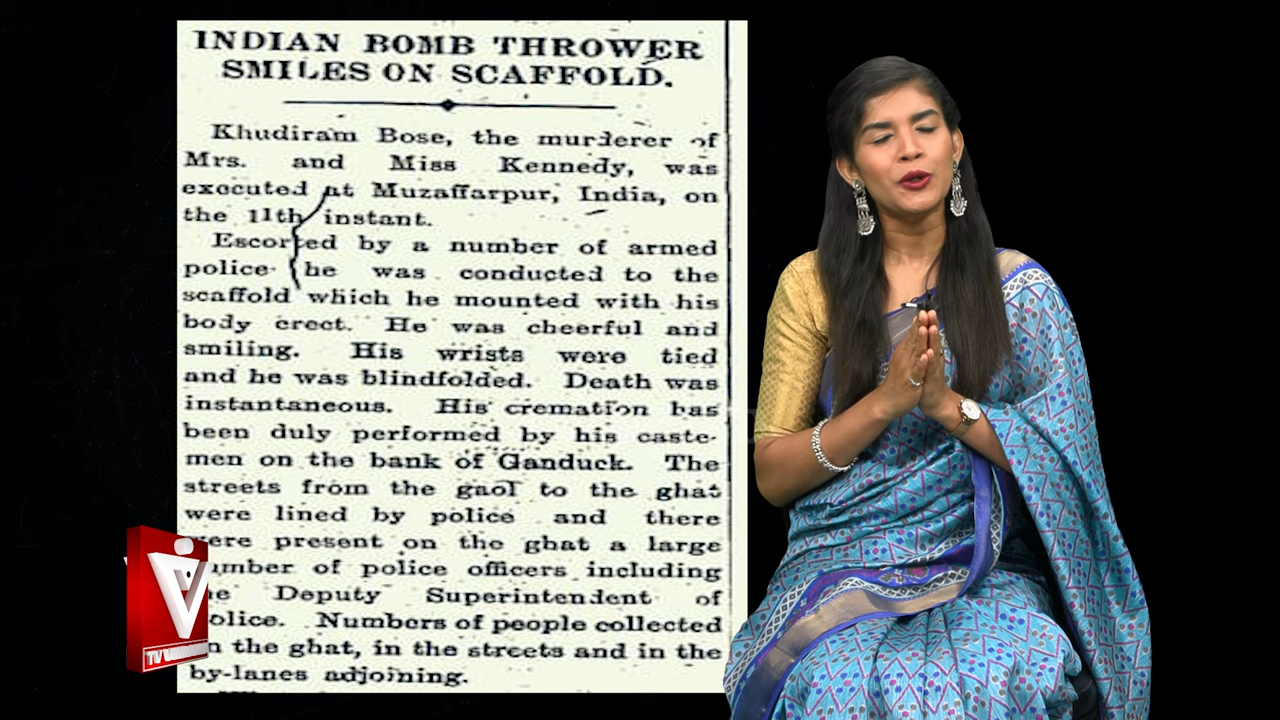 INDIAN BOMB THROWER
SMILES ON SCAFFOLD.
Khudiram Bose, the murderer of
Mrs. and Miss Kennedy, was
executed at Muzaffarpur, India, on
the 11th instant.
Escorted by a number of armed
police he was conducted to the
scaffold which he mounted with his
body erect. He was cheerful and
smiling. His wrists were tied
and he was blindfolded. Death was
instantaneous. His cremation has
been duly performed by his caste-
men on the bank of Ganduck. The
streets from the gaol to the ghat
were lined by police and there
were present on the ghat a large
umber of police officers including
he Deputy Superintendent of
olice. Numbers of people collected
n the ghat, in the streets and in the
by-lanes adjoining.
V
TV